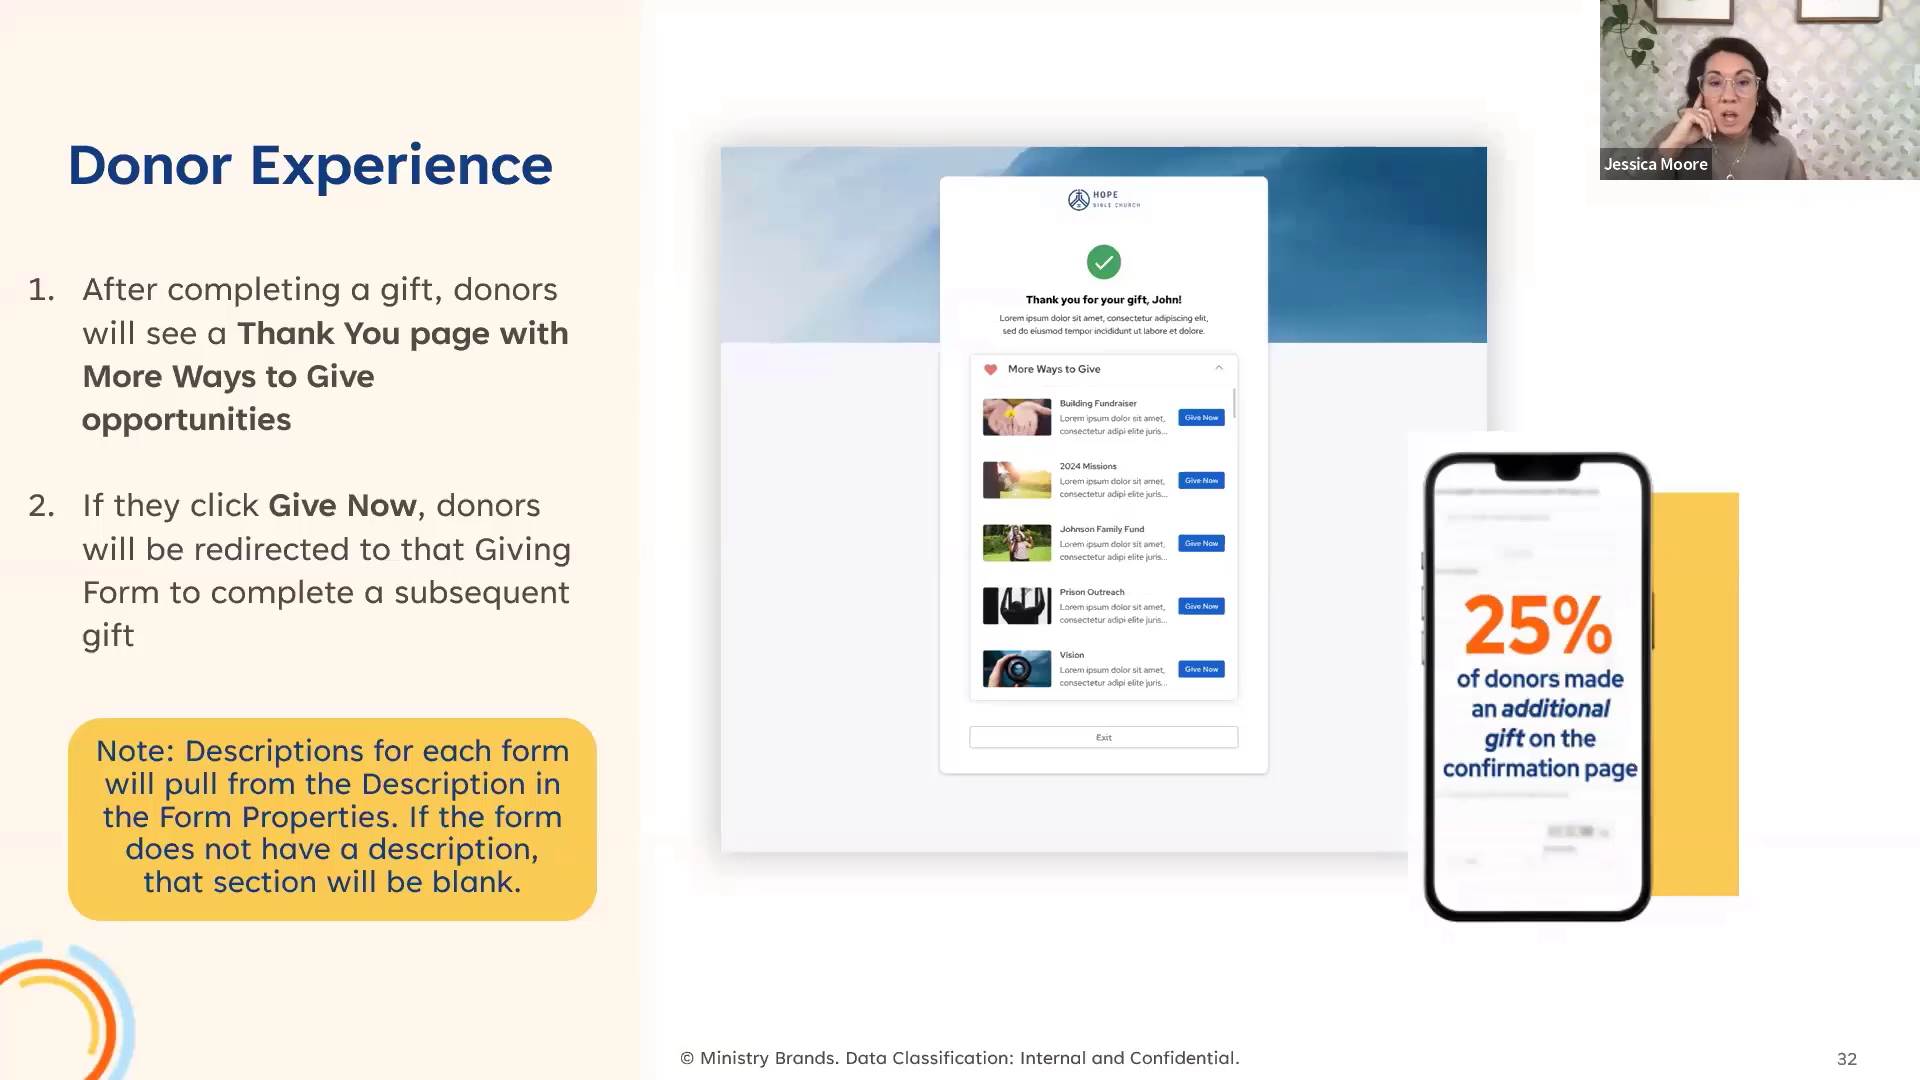 Donor Experience
1. After completing a gift, donors
will see a Thank You page with
More Ways to Give
opportunities
2. If they click Give Now, donors
will be redirected to that Giving
Form to complete a subsequent
gift
Note: Descriptions for each form
will pull from the Description in
the Form Properties. If the form
does not have a description,
that section will be blank.
HOPE
BIBLE CHURCH
Thank you for your gift, John!
Lorem ipsum dolor sit amet, consectetur adipiscing elit,
sed do eiusmod tempor incididunt ut labore et dolore.
More Ways to Give
Building Fundraiser
Lorem ipsum dolor sit amet,
consectetur adipi elite juris...
Give Now
2024 Missions
Lorem ipsum dolor sit amet,
consectetur adipi elite juris...
Give Now
Johnson Family Fund
Lorem ipsum dolor sit amet,
consectetur adipi elite juris...
Give Now
Prison Outreach
Lorem ipsum dolor sit amet,
consectetur adipi elite juris...
Give Now
Vision
Lorem ipsum dolor sit amet,
consectetur adipi elite juris...
Give Now
Exit
25%
of donors made
an additional
gift on the
confirmation page
Jessica Moore
© Ministry Brands. Data Classification: Internal and Confidential.
32